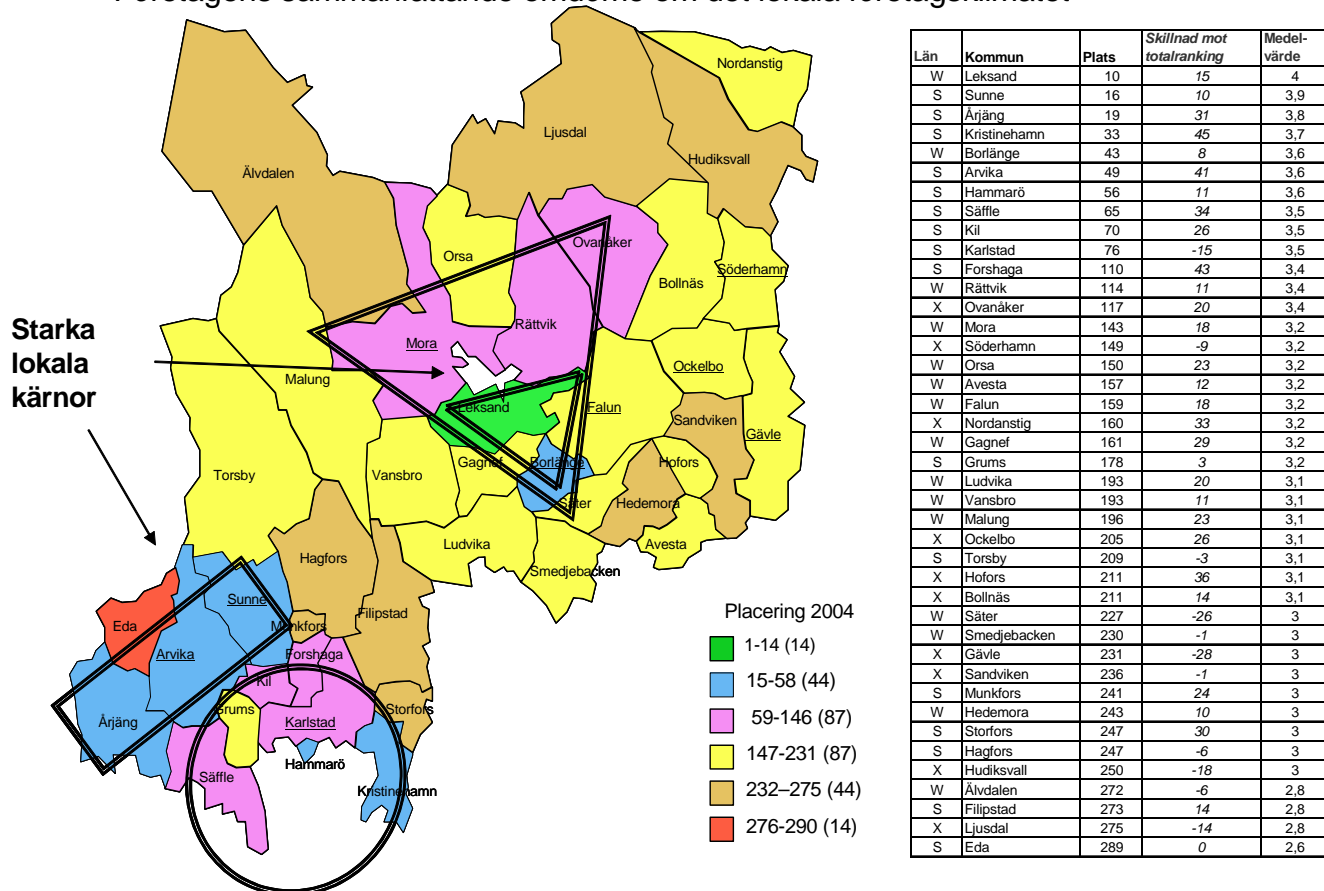 Företagens sammanfattande omdöme om det lokala företagsklimatet
Nordanstig
Ljusdal
Hudiksvall
Älvdalen
Ovanåker
Orsa
Söderhamn
Bollnäs
Rättvik
Starka
lokala
kärnor
Mora
Ockelbo
Malung
Leksand
Falun
Sandviken
Gävle
Borlänge
Gagnef
Hofors
Vansbro
Torsby
Säter
Hedemora
Ludvika
Avesta
Hagfors
Smedjebacken
Sunne
Filipstad
Eda
Munkfors
Arvika
Forshaga
Kil
Grums
Storfors
Årjäng
Karlstad
Hammarö
Säffle
Kristinehamn
Placering 2004
1-14 (14)
15-58 (44)
59-146 (87)
147-231 (87)
232–275 (44)
276-290 (14)
Län Kommun Plats Skillnad mot totalranking Medel-värde
W Leksand 10 15 4
S Sunne 16 10 3,9
S Årjäng 19 31 3,8
S Kristinehamn 33 45 3,7
W Borlänge 43 8 3,6
S Arvika 49 41 3,6
S Hammarö 56 11 3,6
S Säffle 65 34 3,5
S Kil 70 26 3,5
S Karlstad 76 -15 3,5
S Forshaga 110 43 3,4
W Rättvik 114 11 3,4
X Ovanåker 117 20 3,4
W Mora 143 18 3,2
X Söderhamn 149 -9 3,2
W Orsa 150 23 3,2
W Avesta 157 12 3,2
W Falun 159 18 3,2
X Nordanstig 160 33 3,2
W Gagnef 161 29 3,2
S Grums 178 3 3,2
W Ludvika 193 20 3,1
W Vansbro 193 11 3,1
W Malung 196 23 3,1
X Ockelbo 205 26 3,1
S Torsby 209 -3 3,1
X Hofors 211 36 3,1
X Bollnäs 211 14 3,1
W Säter 227 -26 3
W Smedjebacken 230 -1 3
X Gävle 231 -28 3
X Sandviken 236 -1 3
S Munkfors 241 24 3
W Hedemora 243 10 3
S Storfors 247 30 3
S Hagfors 247 -6 3
X Hudiksvall 250 -18 3
W Älvdalen 272 -6 2,8
S Filipstad 273 14 2,8
X Ljusdal 275 -14 2,8
S Eda 289 0 2,6